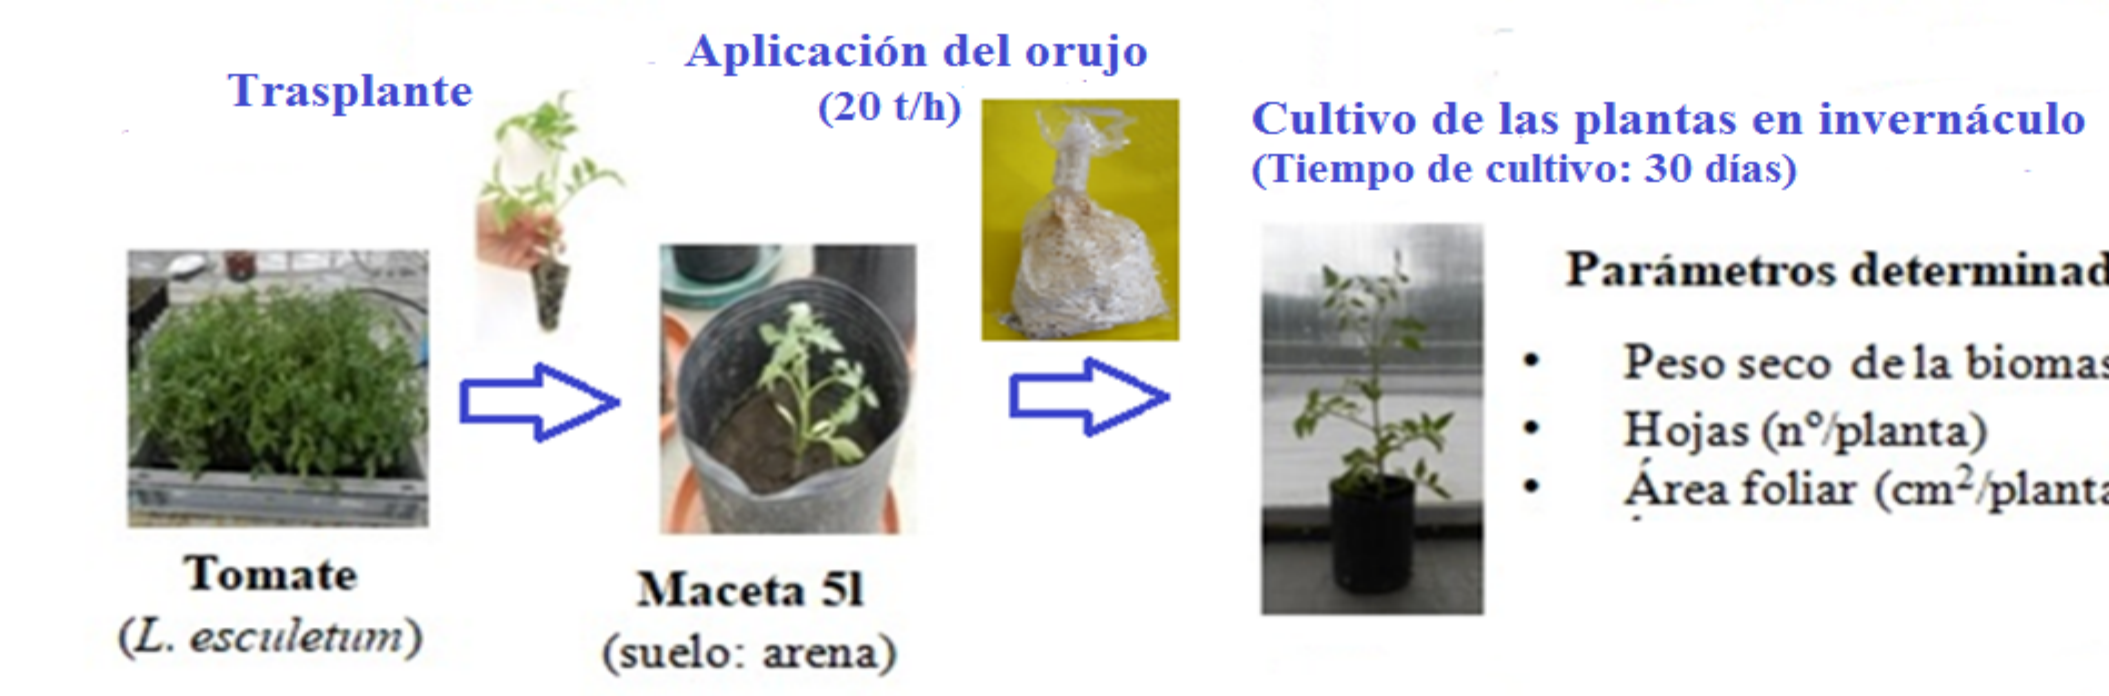 Trasplante
Aplicación del orujo
(20 t/h)
Cultivo de las plantas en invernáculo
(Tiempo de cultivo: 30 días)
Tomate
(L. esculetum)
Maceta 5l
(suelo: arena)
Parámetros determinad
Peso seco de la biomas
Hojas (nº/planta)
Área foliar (cm²/planta